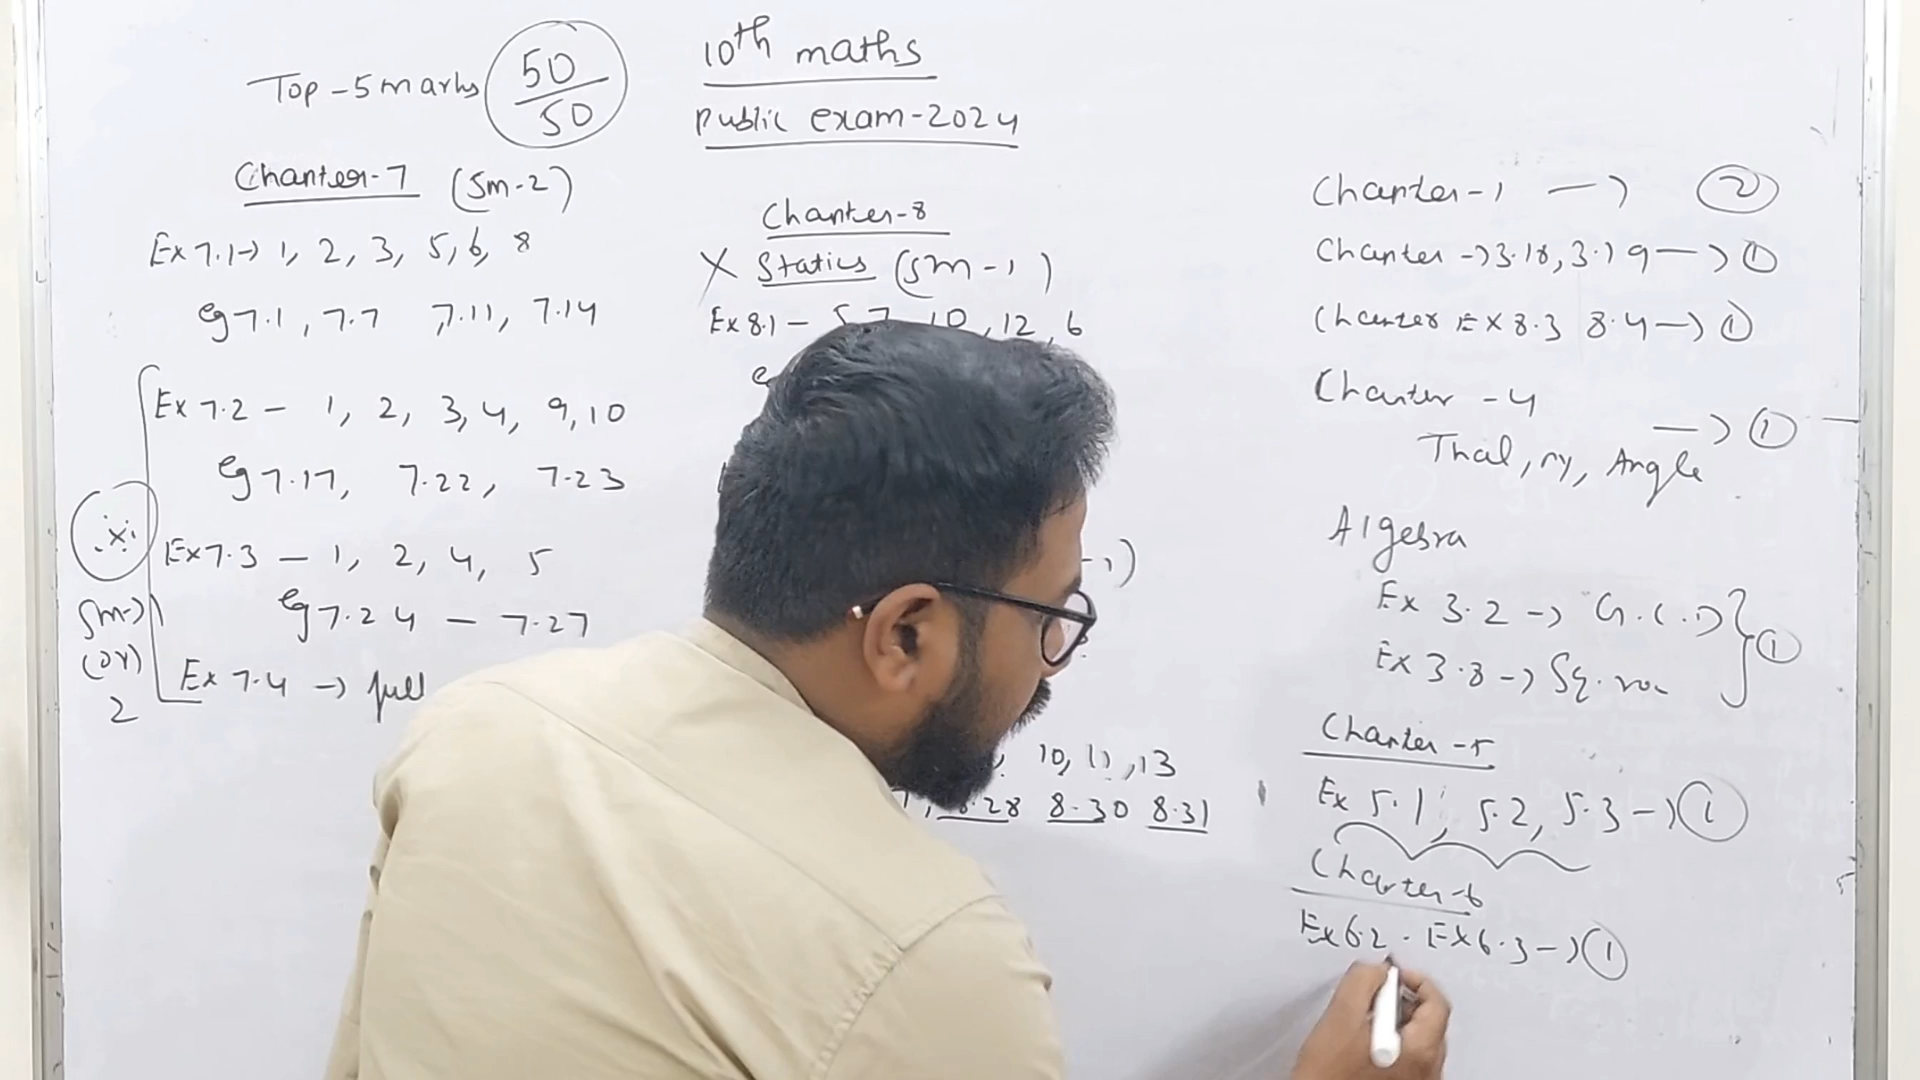 10th maths
public exam-2024
Top-5marks 50/50
Chapter-7 (5m-2)
Ex 7.1-> 1, 2, 3, 5, 6, 8
eg 7.1, 7.7 7.11, 7.14
Ex 7.2 - 1, 2, 3, 4, 9, 10
eg 7.17, 7.22, 7.23
Ex 7.3 - 1, 2, 4, 5
eg 7.24 - 7.27
Ex 7.4 -> full
5m->1
(or)
2
Chapter-8
X Statics (5m-1)
Ex 8.1 - 5, 7, 10, 12, 6
10, 11, 13
8.28 8.30 8.31
Chapter-1 -> 2
Chapter -> 3.18, 3.19 -> 1
Chapter Ex 8.3 8.4 -> 1
Chapter -4
Thal, py, Angle -> 1
Algebra
Ex 3.2 -> G.C.D
Ex 3.8 -> Sq. roo
1
Chapter -5
Ex 5.1, 5.2, 5.3 -> 1
Chapter-6
Ex 6.2 . Ex 6.3 -> 1